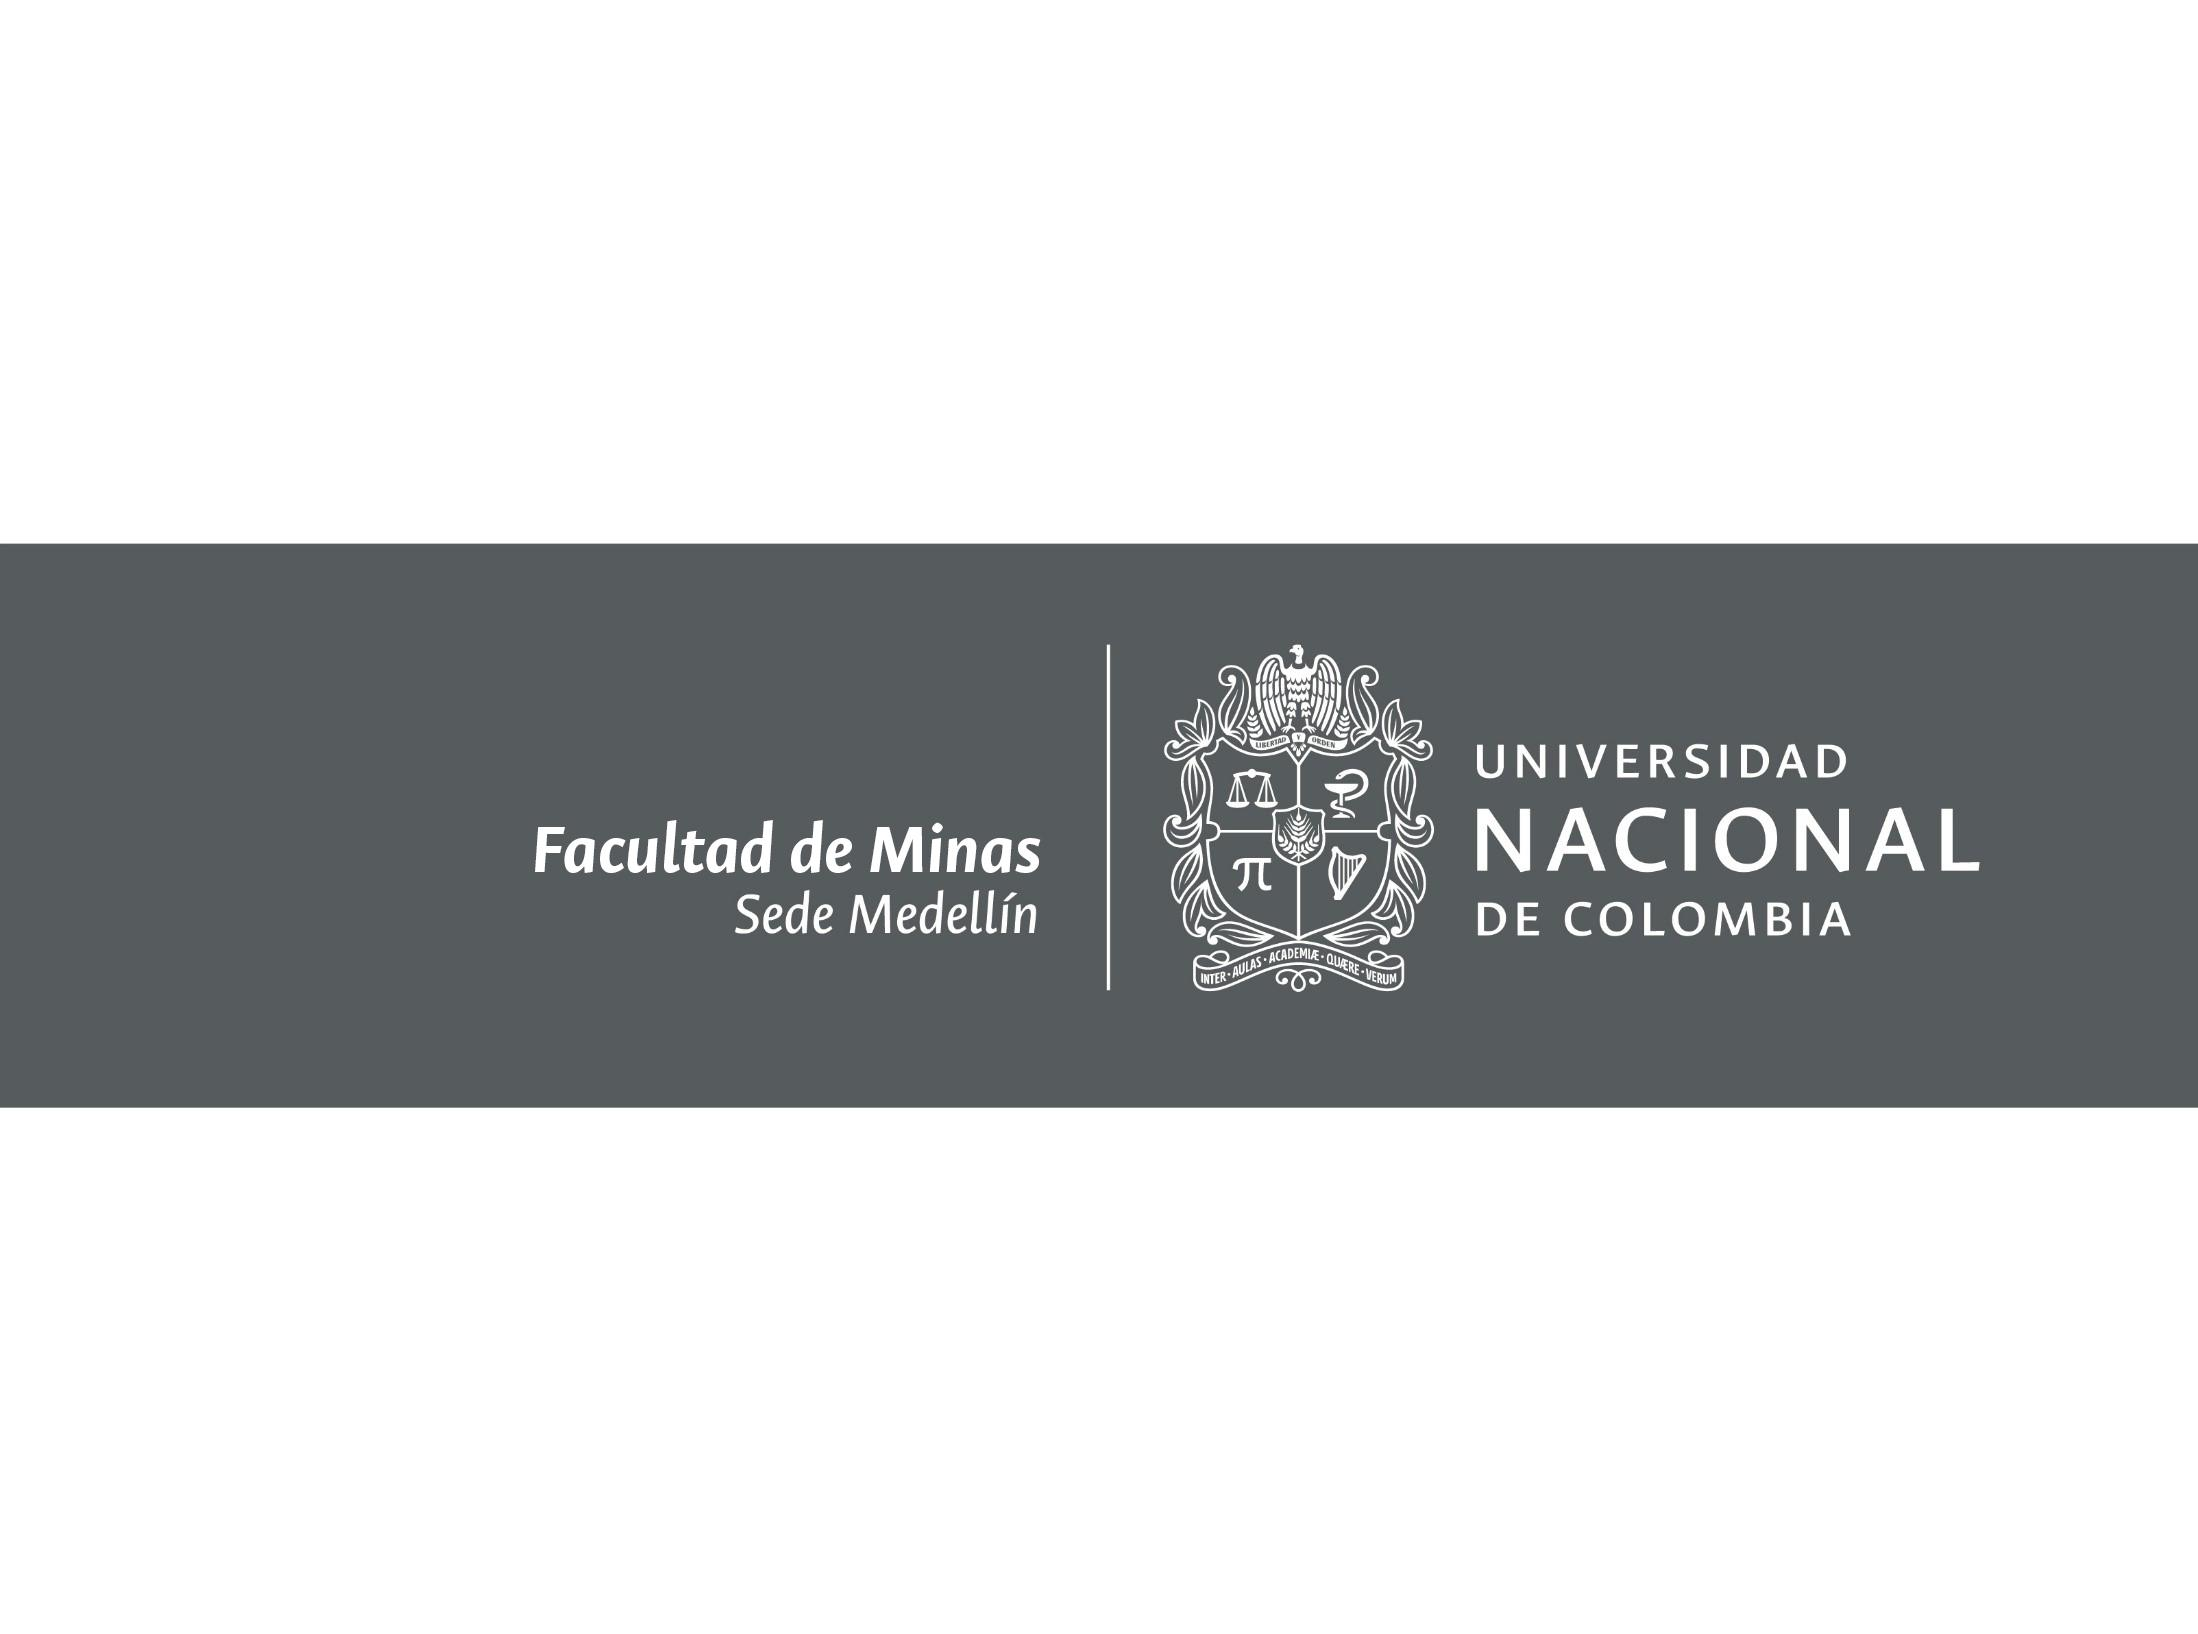 Facultad de Minas
Sede Medellín
LIBERTAD Y ORDEN
π
INTER · AULAS · ACADEMIÆ · QUÆRE · VERUM
UNIVERSIDAD
NACIONAL
DE COLOMBIA